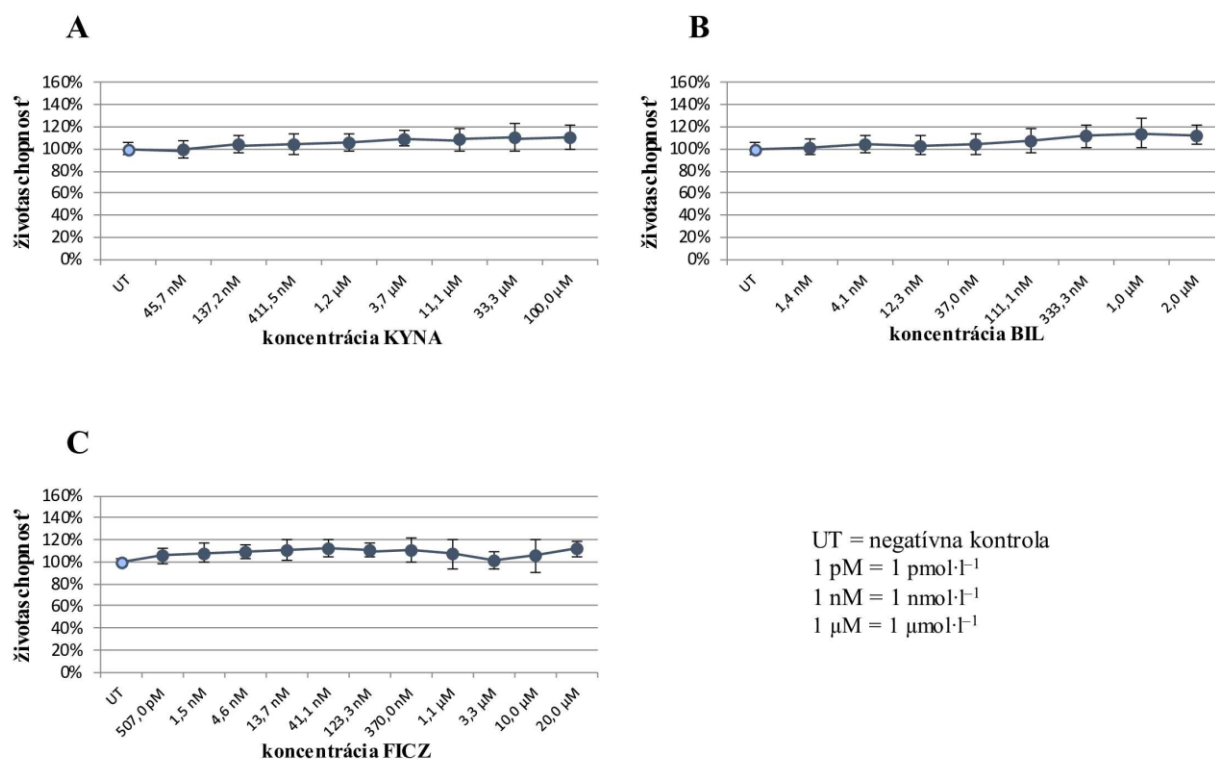 A
životaschopnosť
160%
140%
120%
100%
80%
60%
40%
20%
0%
UT
45,7 nM
137,2 nM
411,5 nM
1,2 μM
3,7 μM
11,1 μM
33,3 μM
100,0 μM
koncentrácia KYNA
B
životaschopnosť
160%
140%
120%
100%
80%
60%
40%
20%
0%
UT
1,4 nM
4,1 nM
12,3 nM
37,0 nM
111,1 nM
333,3 nM
1,0 μM
2,0 μM
koncentrácia BIL
C
životaschopnosť
160%
140%
120%
100%
80%
60%
40%
20%
0%
UT
507,0 pM
1,5 nM
4,6 nM
13,7 nM
41,1 nM
123,3 nM
370,0 nM
1,1 μM
3,3 μM
10,0 μM
20,0 μM
koncentrácia FICZ
UT = negatívna kontrola
1 pM = 1 pmol·l⁻¹
1 nM = 1 nmol·l⁻¹
1 μM = 1 μmol·l⁻¹